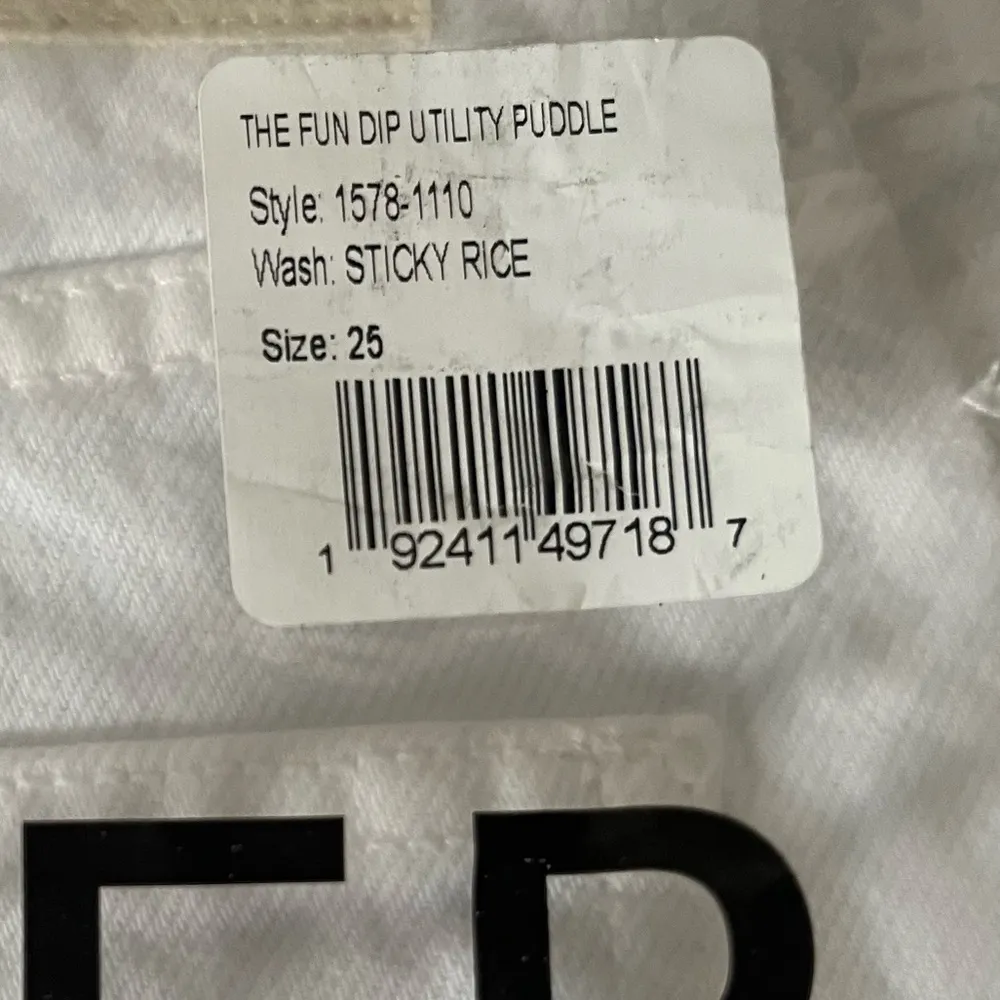 THE FUN DIP UTILITY PUDDLE
Style: 1578-1110
Wash: STICKY RICE
Size: 25
1 92411 49718 7